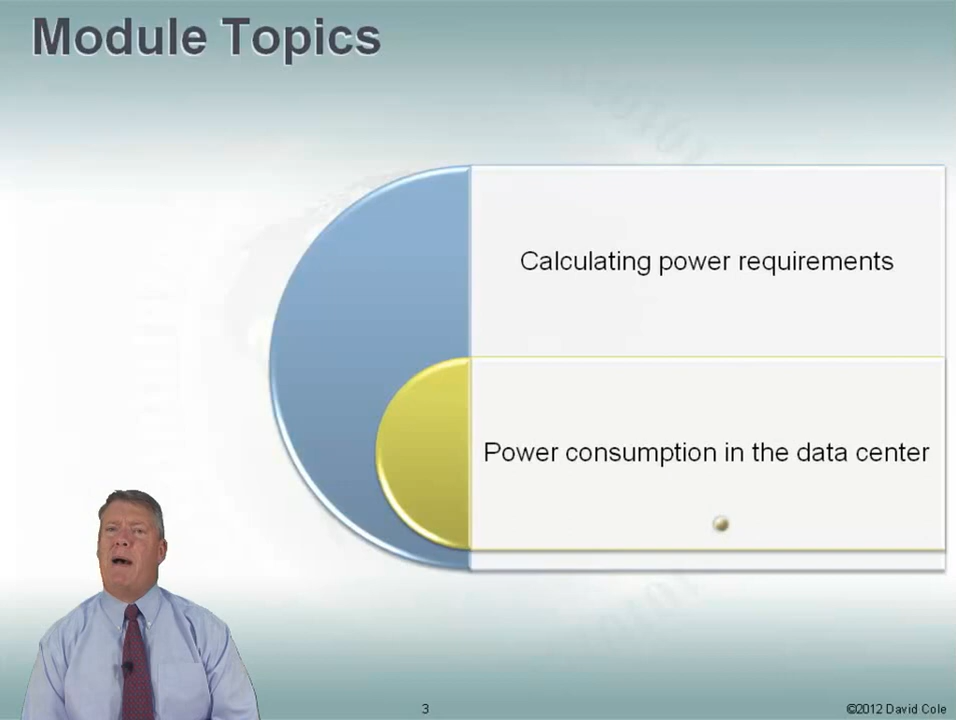 Module Topics
Calculating power requirements
Power consumption in the data center
3
©2012 David Cole